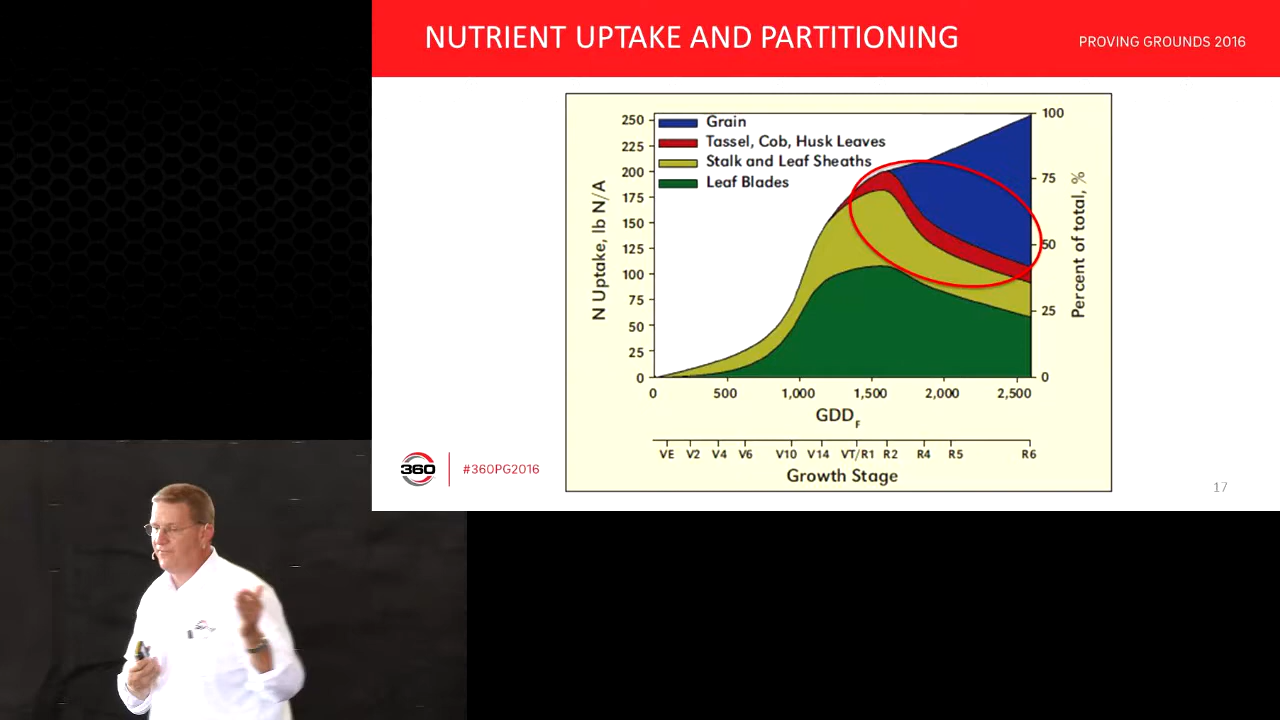 NUTRIENT UPTAKE AND PARTITIONING
PROVING GROUNDS 2016
Grain
Tassel, Cob, Husk Leaves
Stalk and Leaf Sheaths
Leaf Blades
N Uptake, lb N/A
250
225
200
175
150
125
100
75
50
25
0
100
75
50
25
0
Percent of total, %
0 500 1,000 1,500 2,000 2,500
GDD_F
VE V2 V4 V6 V10 V14 VT/R1 R2 R4 R5 R6
Growth Stage
360
#360PG2016
17